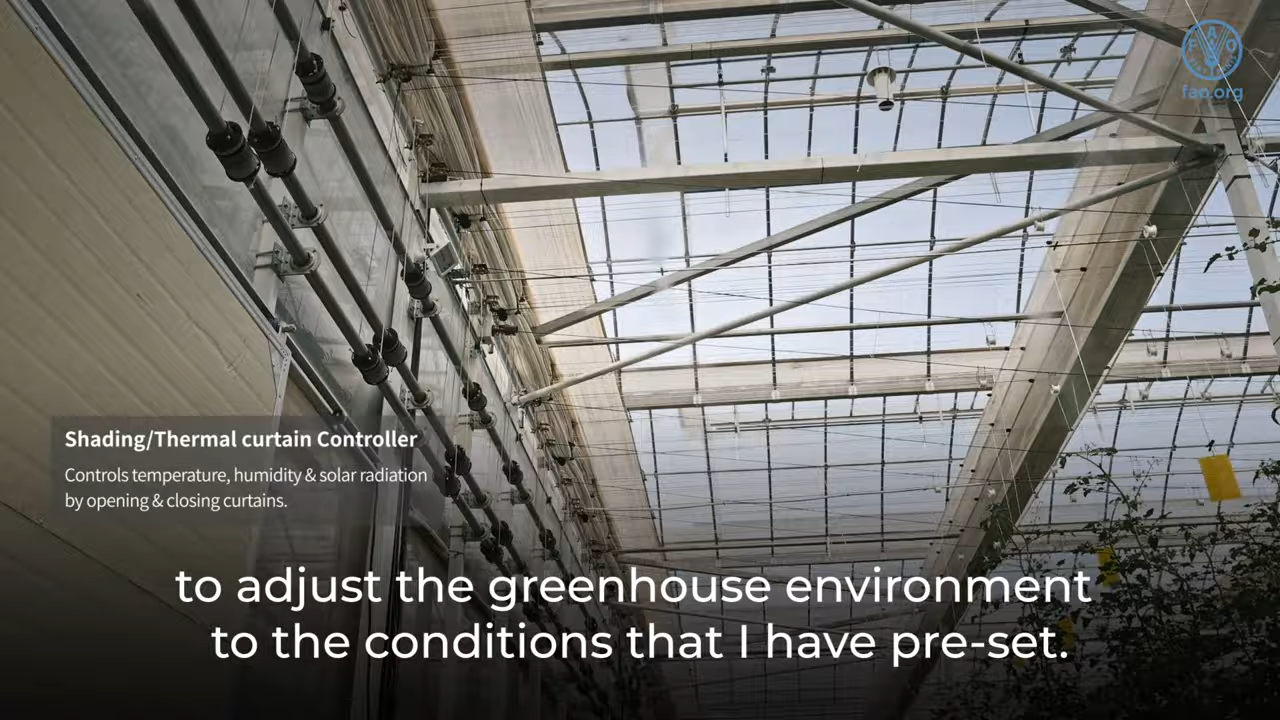 FAO
fao.org
Shading/Thermal curtain Controller
Controls temperature, humidity & solar radiation
by opening & closing curtains.
to adjust the greenhouse environment
to the conditions that I have pre-set.